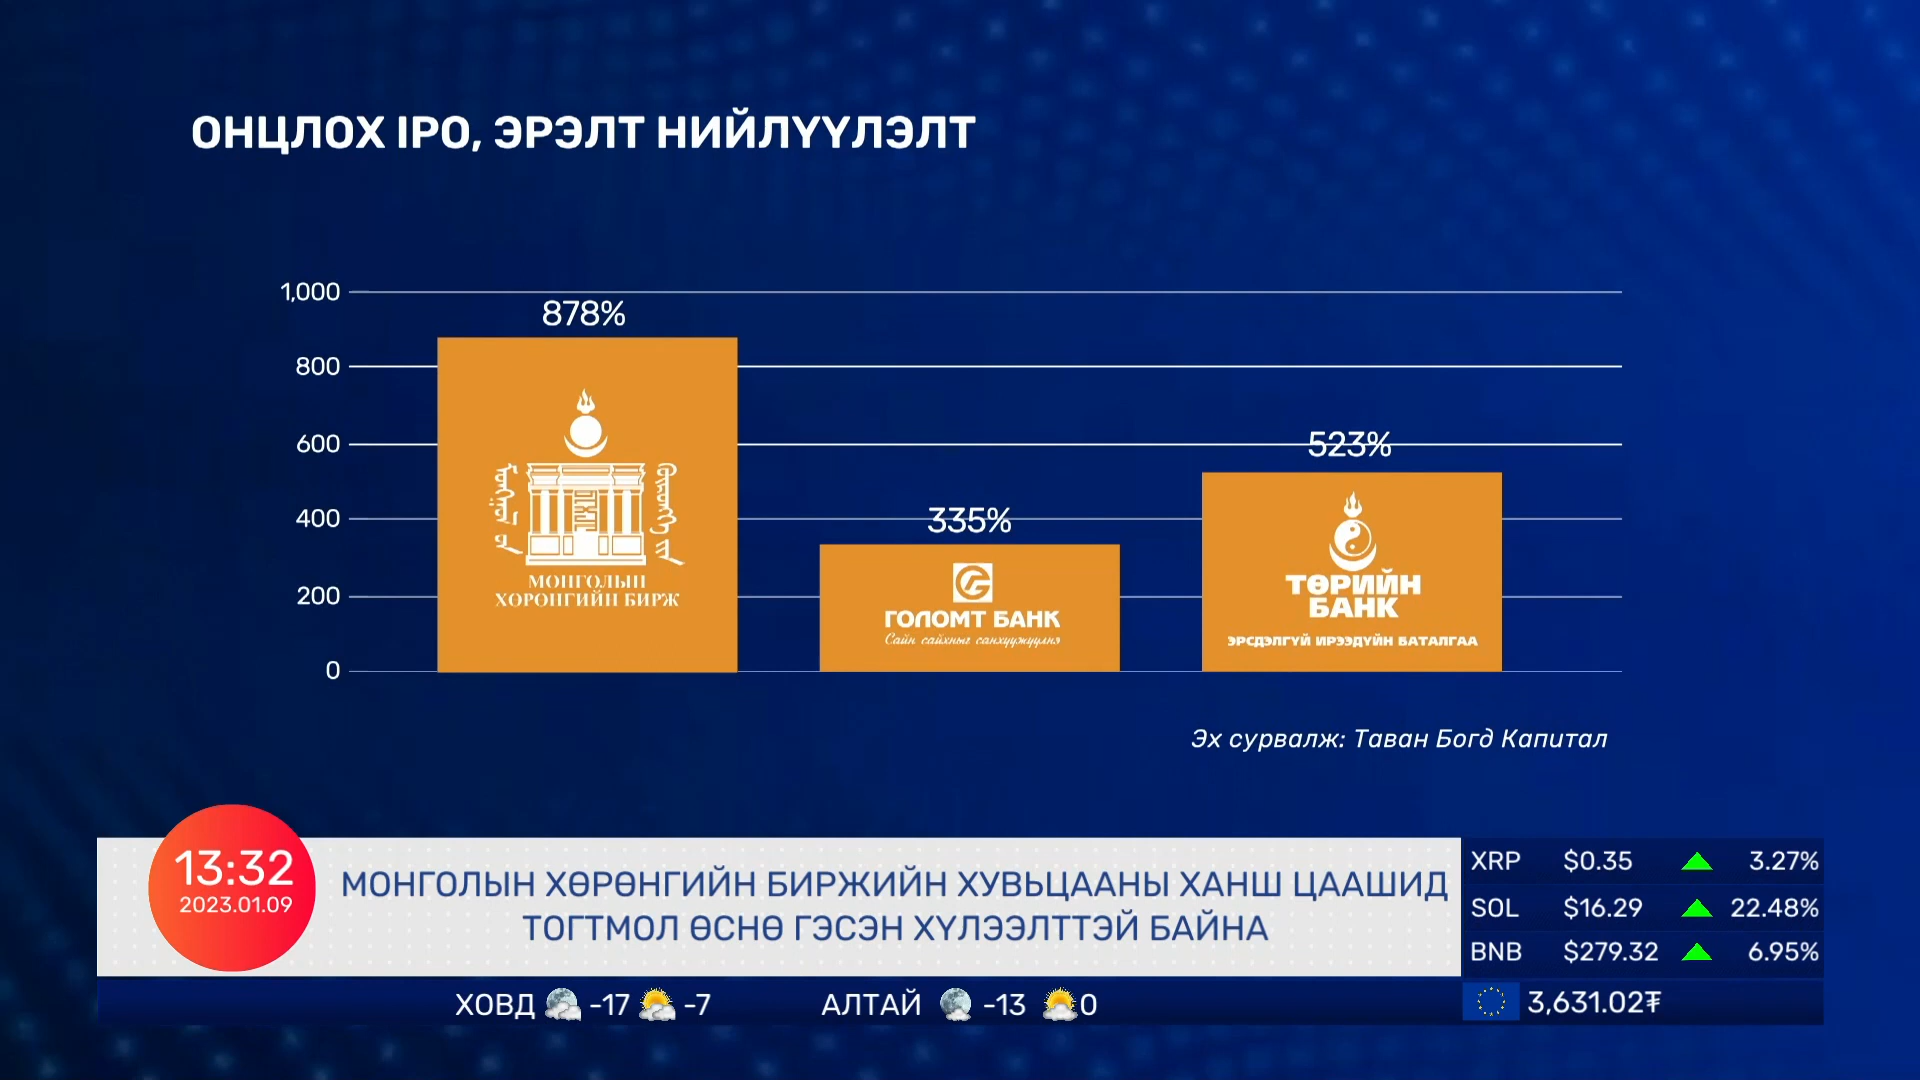 ОНЦЛОХ IPO, ЭРЭЛТ НИЙЛҮҮЛЭЛТ
1,000
800
600
400
200
0
878%
335%
523%
МОНГОЛЫН
ХӨРӨНГИЙН БИРЖ
ГОЛОМТ БАНК
Сайн сайхныг санхүүжүүлнэ
ТӨРИЙН
БАНК
ЭРСДЭЛГҮЙ ИРЭЭДҮЙН БАТАЛГАА
Эх сурвалж: Таван Богд Капитал
13:32
2023.01.09
МОНГОЛЫН ХӨРӨНГИЙН БИРЖИЙН ХУВЬЦААНЫ ХАНШ ЦААШИД
ТОГТМОЛ ӨСНӨ ГЭСЭН ХҮЛЭЭЛТТЭЙ БАЙНА
XRP $0.35 3.27%
SOL $16.29 22.48%
BNB $279.32 6.95%
ХОВД -17 -7 АЛТАЙ -13 0
3,631.02₮